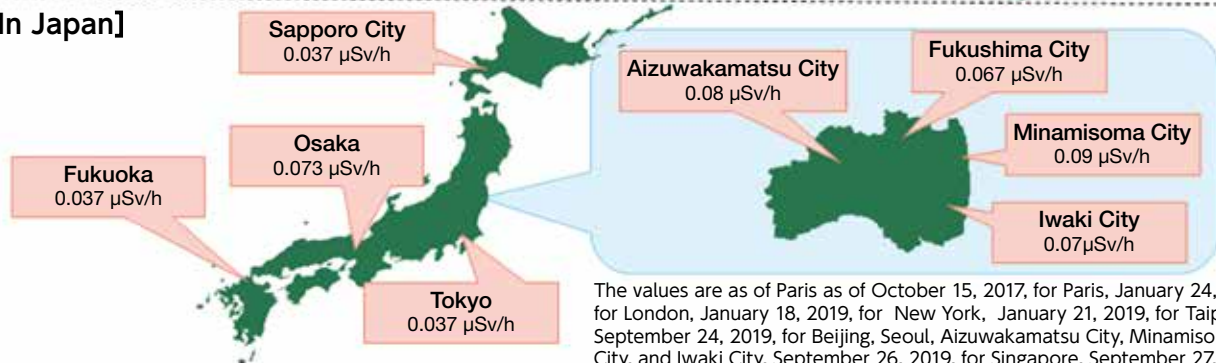 In Japan]
Sapporo City
0.037 μSv/h
Fukushima City
0.067 μSv/h
Aizuwakamatsu City
0.08 μSv/h
Minamisoma City
0.09 μSv/h
Osaka
0.073 μSv/h
Fukuoka
0.037 μSv/h
Iwaki City
0.07μSv/h
Tokyo
0.037 μSv/h
The values are as of Paris as of October 15, 2017, for Paris, January 24,
for London, January 18, 2019, for New York, January 21, 2019, for Taip
September 24, 2019, for Beijing, Seoul, Aizuwakamatsu City, Minamiso
City, and Iwaki City, September 26, 2019, for Singapore, September 27,